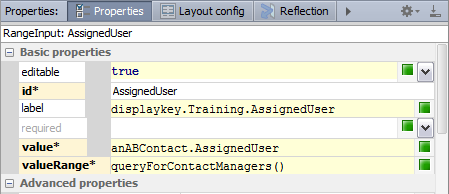 Properties: Properties Layout config Reflection
RangeInput: AssignedUser
Basic properties
editable true
id* AssignedUser
label displaykey.Training.AssignedUser
required
value* anABContact.AssignedUser
valueRange* queryForContactManagers()
Advanced properties